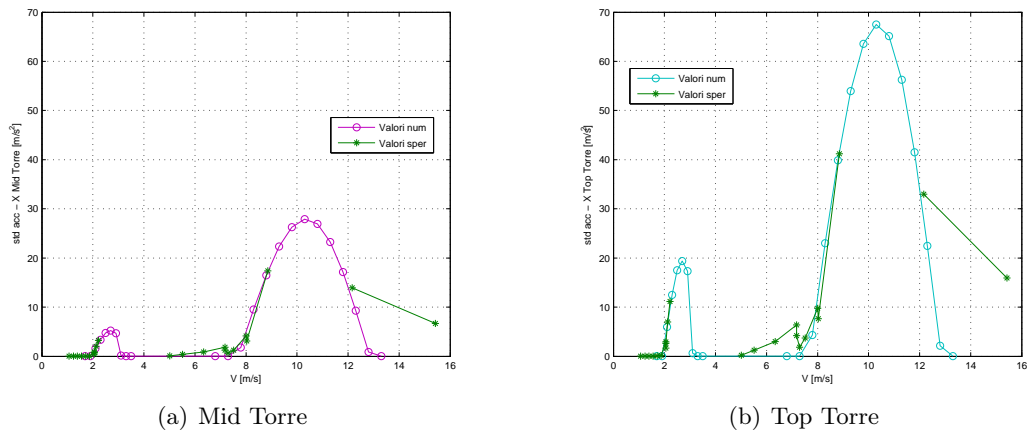 70
60
50
40
30
20
10
0
0 2 4 6 8 10 12 14 16
V [m/s]
std acc − X Mid Torre [m/s²]
Valori num
Valori sper
(a) Mid Torre
70
60
50
40
30
20
10
0
0 2 4 6 8 10 12 14 16
V [m/s]
std acc − X Top Torre [m/s²]
Valori num
Valori sper
(b) Top Torre